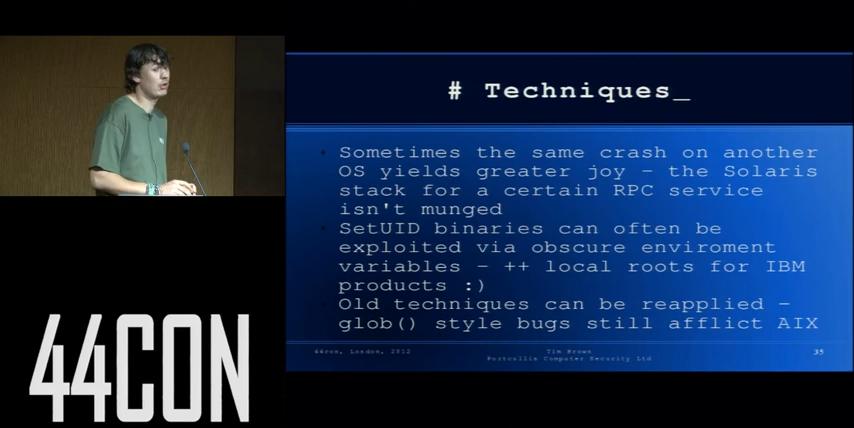 # Techniques_
Sometimes the same crash on another
OS yields greater joy – the Solaris
stack for a certain RPC service
isn't munged
SetUID binaries can often be
exploited via obscure enviroment
variables – ++ local roots for IBM
products :)
Old techniques can be reapplied –
glob() style bugs still afflict AIX
44con, London, 2012
Tim Brown
Portcullis Computer Security Ltd
35
44CON